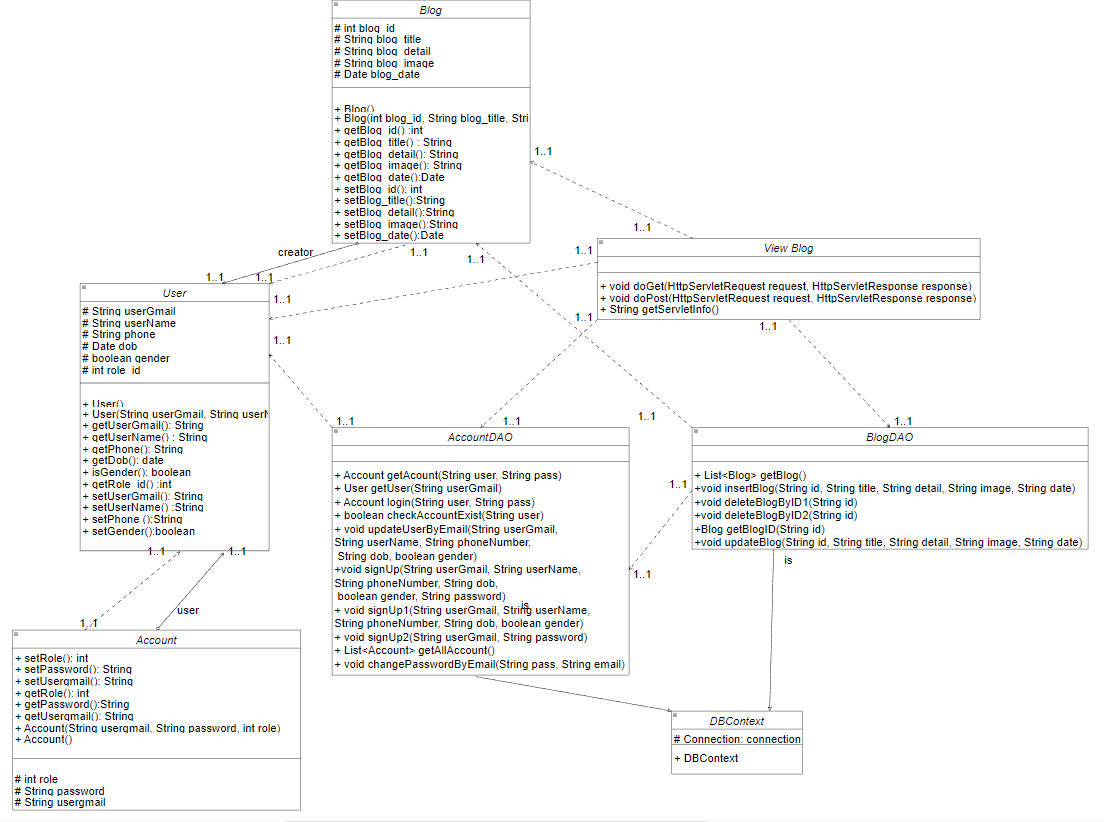 Blog
# int blog_id
# String blog_title
# String blog_detail
# String blog_image
# Date blog_date
+ Blog()
+ Blog(int blog_id, String blog_title, Stri
+ getBlog_id() :int
+ getBlog_title() : String
+ getBlog_detail(): String
+ getBlog_image(): String
+ getBlog_date():Date
+ setBlog_id(): int
+ setBlog_title():String
+ setBlog_detail():String
+ setBlog_image():String
+ setBlog_date():Date
1..1
1..1
creator
1..1
1..1
1..1
1..1
1..1
View Blog
+ void doGet(HttpServletRequest request, HttpServletResponse response)
+ void doPost(HttpServletRequest request, HttpServletResponse response)
+ String getServletInfo()
1..1
1..1
1..1
1..1
User
# String userGmail
# String userName
# String phone
# Date dob
# boolean gender
# int role_id
+ User()
+ User(String userGmail, String userN
+ getUserGmail(): String
+ getUserName() : String
+ getPhone(): String
+ getDob(): date
+ isGender(): boolean
+ getRole_id() :int
+ setUserGmail(): String
+ setUserName() :String
+ setPhone ():String
+ setGender():boolean
1..1
1..1
1..1
1..1
1..1
1..1
AccountDAO
+ Account getAcount(String user, String pass)
+ User getUser(String userGmail)
+ Account login(String user, String pass)
+ boolean checkAccountExist(String user)
+ void updateUserByEmail(String userGmail,
String userName, String phoneNumber,
String dob, boolean gender)
+void signUp(String userGmail, String userName,
String phoneNumber, String dob,
boolean gender, String password)
is
+ void signUp1(String userGmail, String userName,
String phoneNumber, String dob, boolean gender)
+ void signUp2(String userGmail, String password)
+ List<Account> getAllAccount()
+ void changePasswordByEmail(String pass, String email)
BlogDAO
+ List<Blog> getBlog()
+void insertBlog(String id, String title, String detail, String image, String date)
+void deleteBlogByID1(String id)
+void deleteBlogByID2(String id)
+Blog getBlogID(String id)
+void updateBlog(String id, String title, String detail, String image, String date)
1..1
1..1
is
user
1..1
Account
+ setRole(): int
+ setPassword(): String
+ setUsergmail(): String
+ getRole(): int
+ getPassword():String
+ getUsergmail(): String
+ Account(String usergmail, String password, int role)
+ Account()
# int role
# String password
# String usergmail
DBContext
# Connection: connection
+ DBContext